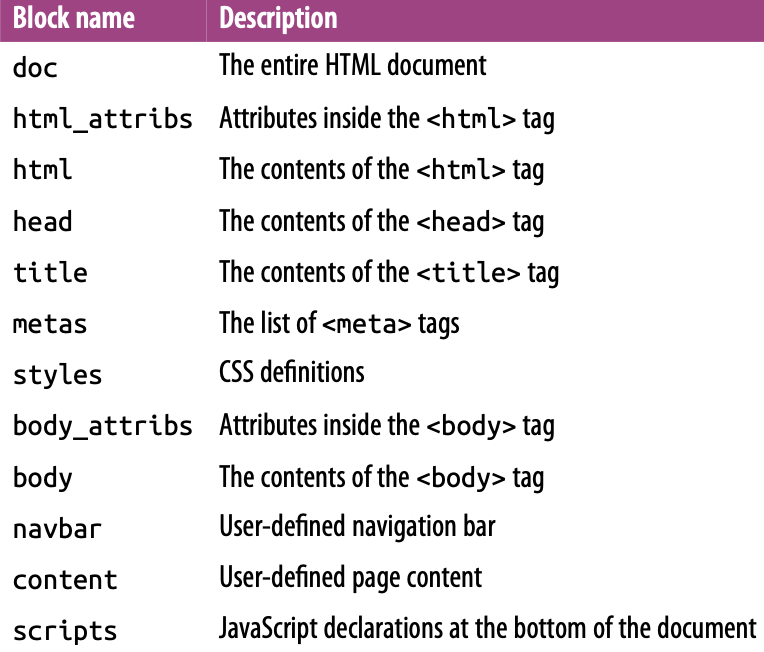 Block name Description
doc The entire HTML document
html_attribs Attributes inside the <html> tag
html The contents of the <html> tag
head The contents of the <head> tag
title The contents of the <title> tag
metas The list of <meta> tags
styles CSS definitions
body_attribs Attributes inside the <body> tag
body The contents of the <body> tag
navbar User-defined navigation bar
content User-defined page content
scripts JavaScript declarations at the bottom of the document